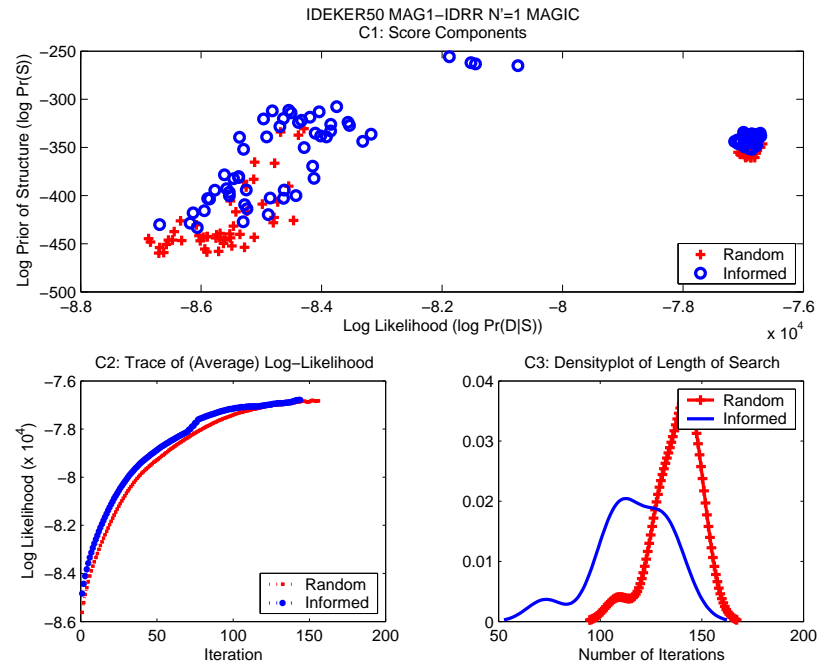 IDEKER50 MAG1−IDRR N'=1 MAGIC
C1: Score Components
Log Prior of Structure (log Pr(S))
−250
−300
−350
−400
−450
−500
Random
Informed
−8.8 −8.6 −8.4 −8.2 −8 −7.8 −7.6
Log Likelihood (log Pr(D|S))
x 10^4
C2: Trace of (Average) Log−Likelihood
Log Likelihood (x 10^4)
−7.6
−7.8
−8
−8.2
−8.4
−8.6
Random
Informed
0 50 100 150 200
Iteration
C3: Densityplot of Length of Search
0.04
0.03
0.02
0.01
0
Random
Informed
50 100 150 200
Number of Iterations